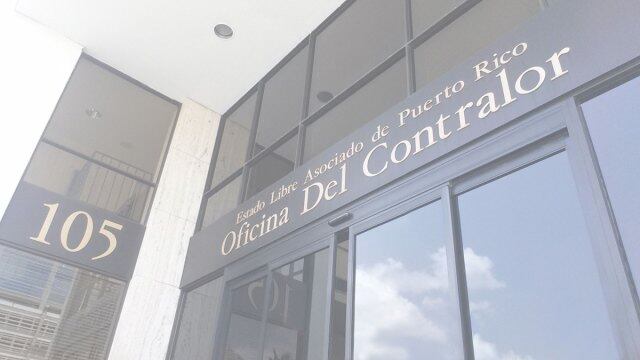 Estado Libre Asociado de Puerto Rico
Oficina Del Contralor
105